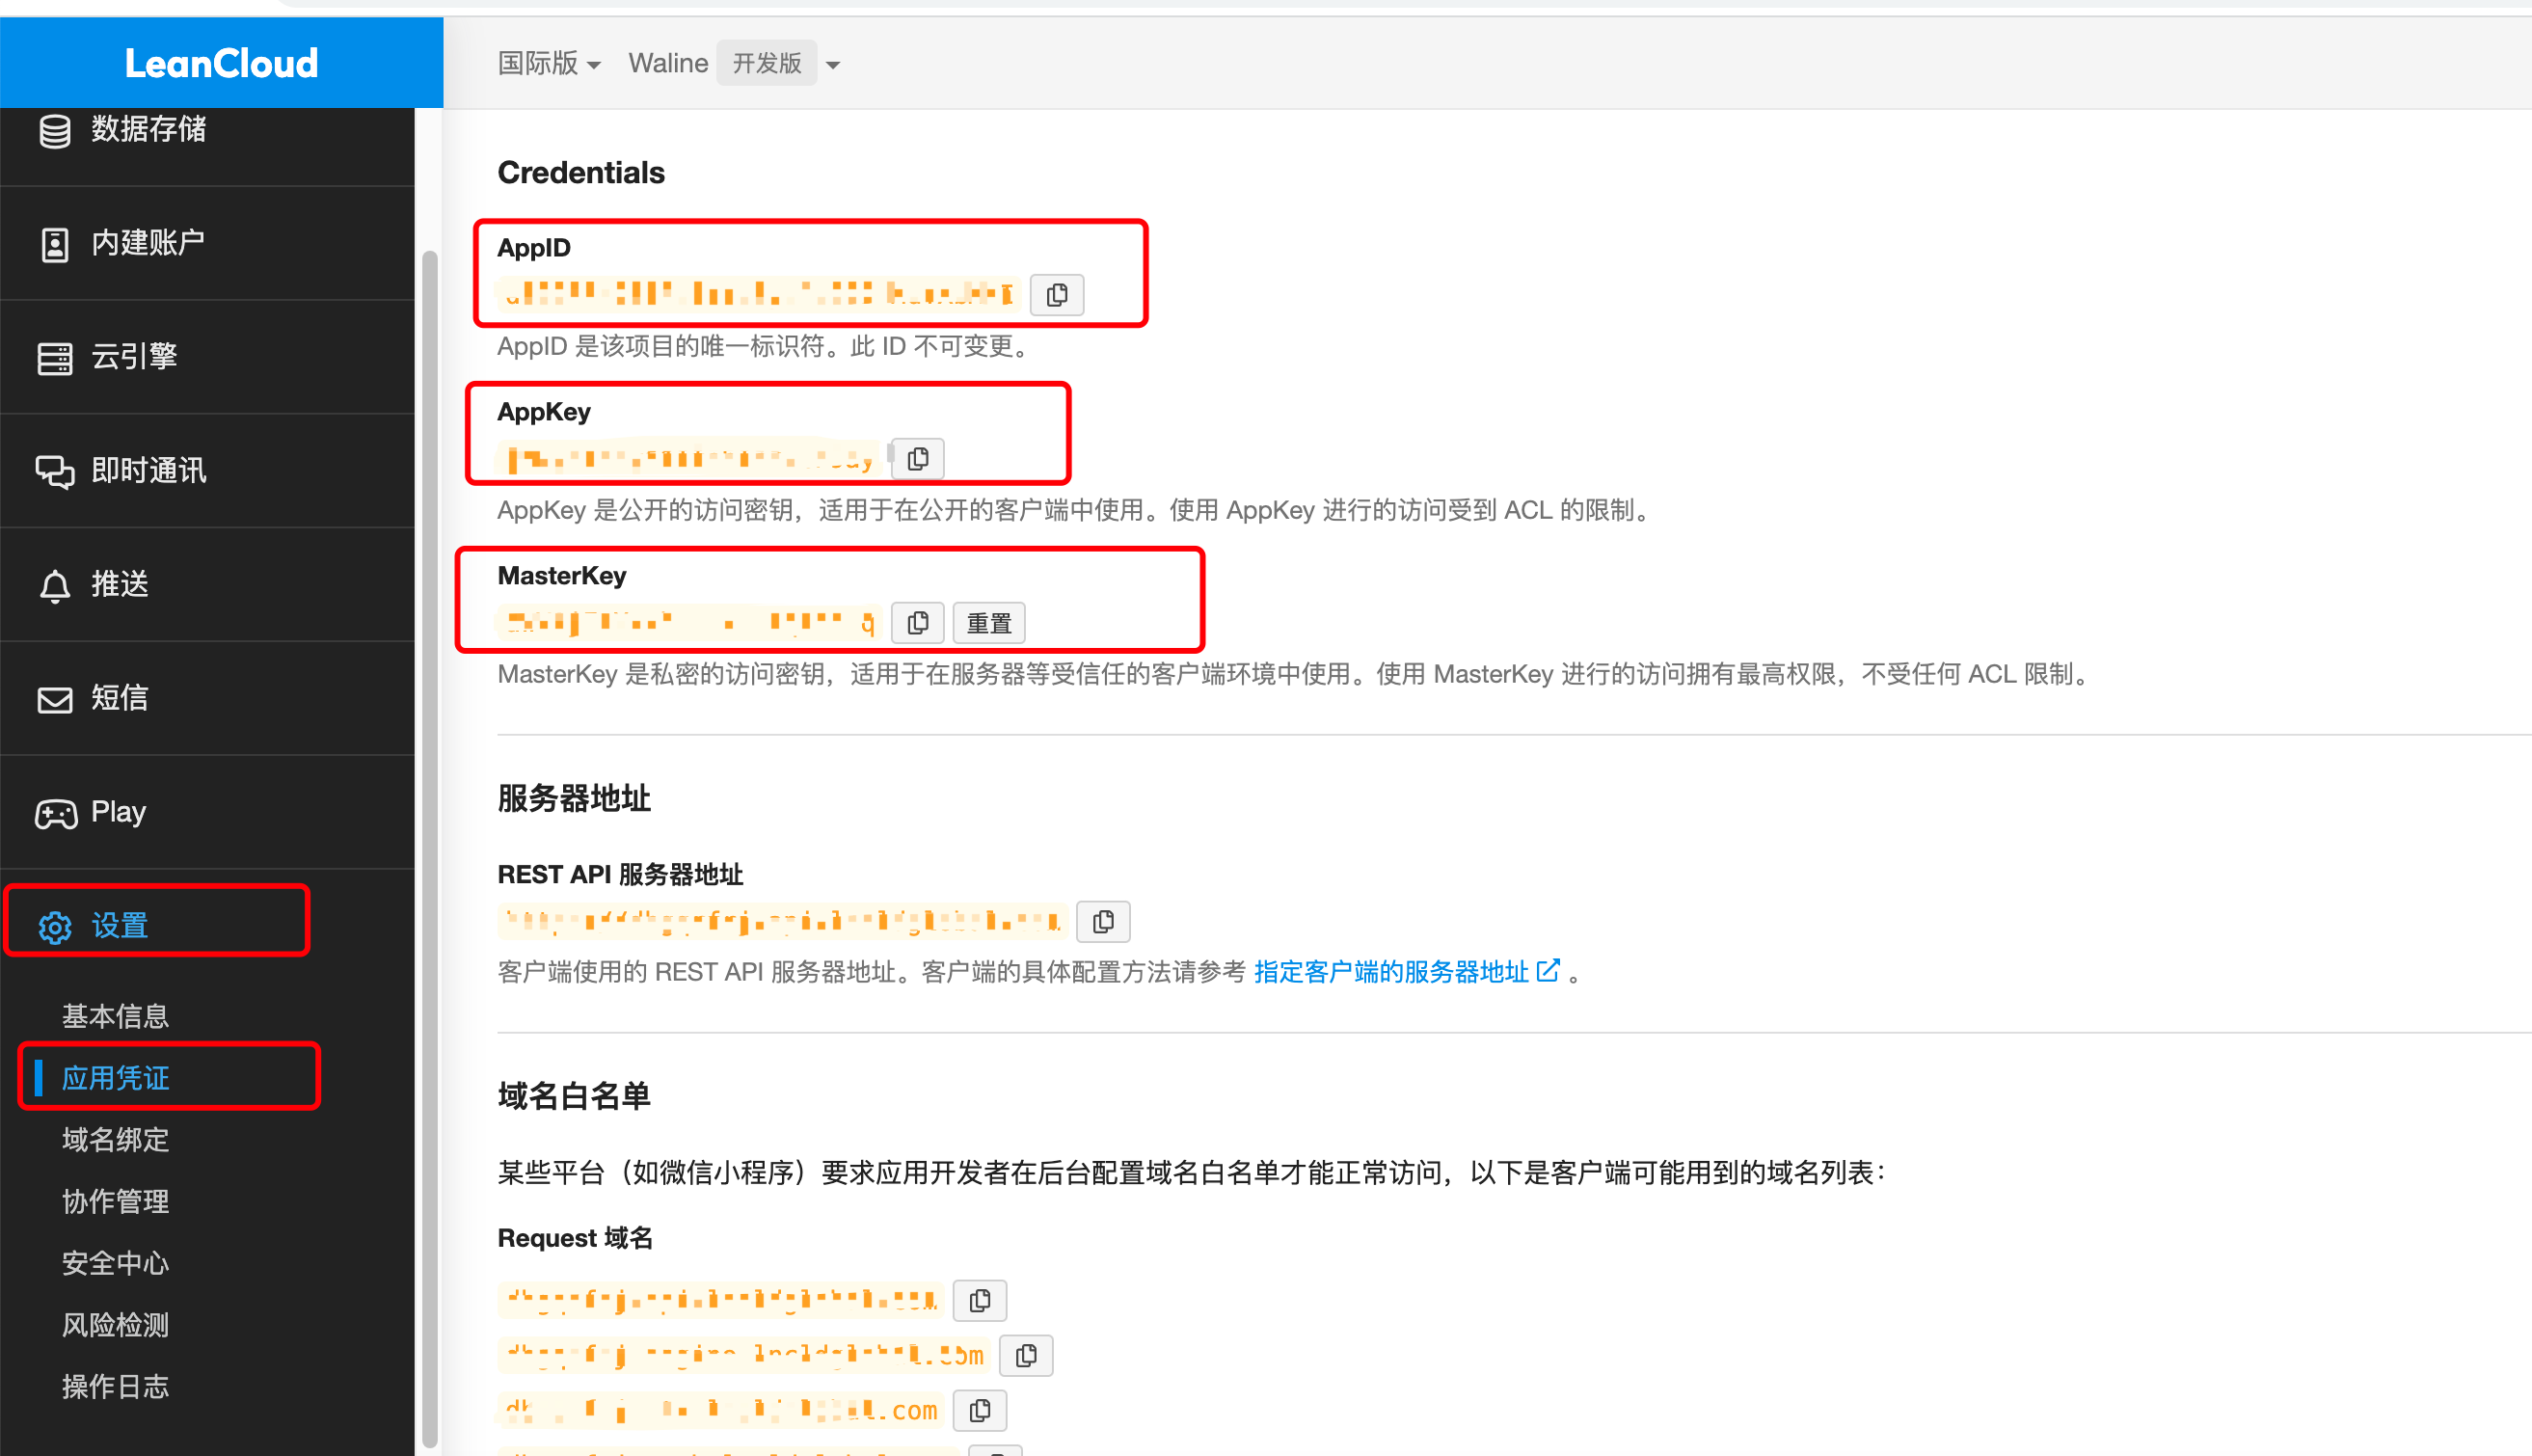 LeanCloud
国际版 Waline 开发版
数据存储
内建账户
云引擎
即时通讯
推送
短信
Play
设置
基本信息
应用凭证
域名绑定
协作管理
安全中心
风险检测
操作日志
Credentials
AppID
AppID 是该项目的唯一标识符。此 ID 不可变更。
AppKey
AppKey 是公开的访问密钥，适用于在公开的客户端中使用。使用 AppKey 进行的访问受到 ACL 的限制。
MasterKey
重置
MasterKey 是私密的访问密钥，适用于在服务器等受信任的客户端环境中使用。使用 MasterKey 进行的访问拥有最高权限，不受任何 ACL 限制。
服务器地址
REST API 服务器地址
客户端使用的 REST API 服务器地址。客户端的具体配置方法请参考 指定客户端的服务器地址 。
域名白名单
某些平台（如微信小程序）要求应用开发者在后台配置域名白名单才能正常访问，以下是客户端可能用到的域名列表：
Request 域名